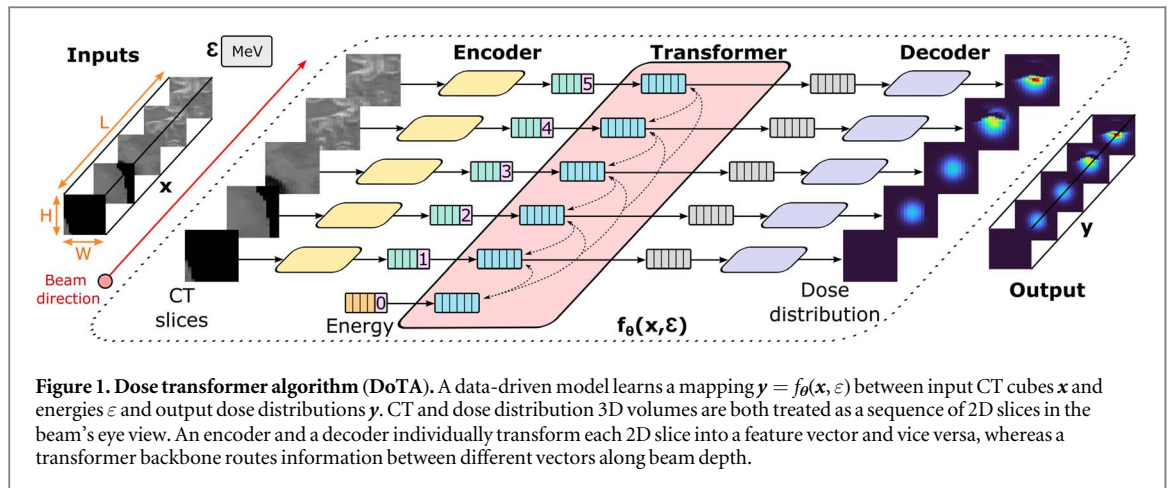 Inputs
ε MeV
Encoder
Transformer
Decoder
L
x
H
W
5
4
3
2
1
0
Beam
direction
CT
slices
Energy
f_θ(x,ε)
Dose
distribution
y
Output
Figure 1. Dose transformer algorithm (DoTA). A data-driven model learns a mapping y = f_θ(x, ε) between input CT cubes x and
energies ε and output dose distributions y. CT and dose distribution 3D volumes are both treated as a sequence of 2D slices in the
beam's eye view. An encoder and a decoder individually transform each 2D slice into a feature vector and vice versa, whereas a
transformer backbone routes information between different vectors along beam depth.